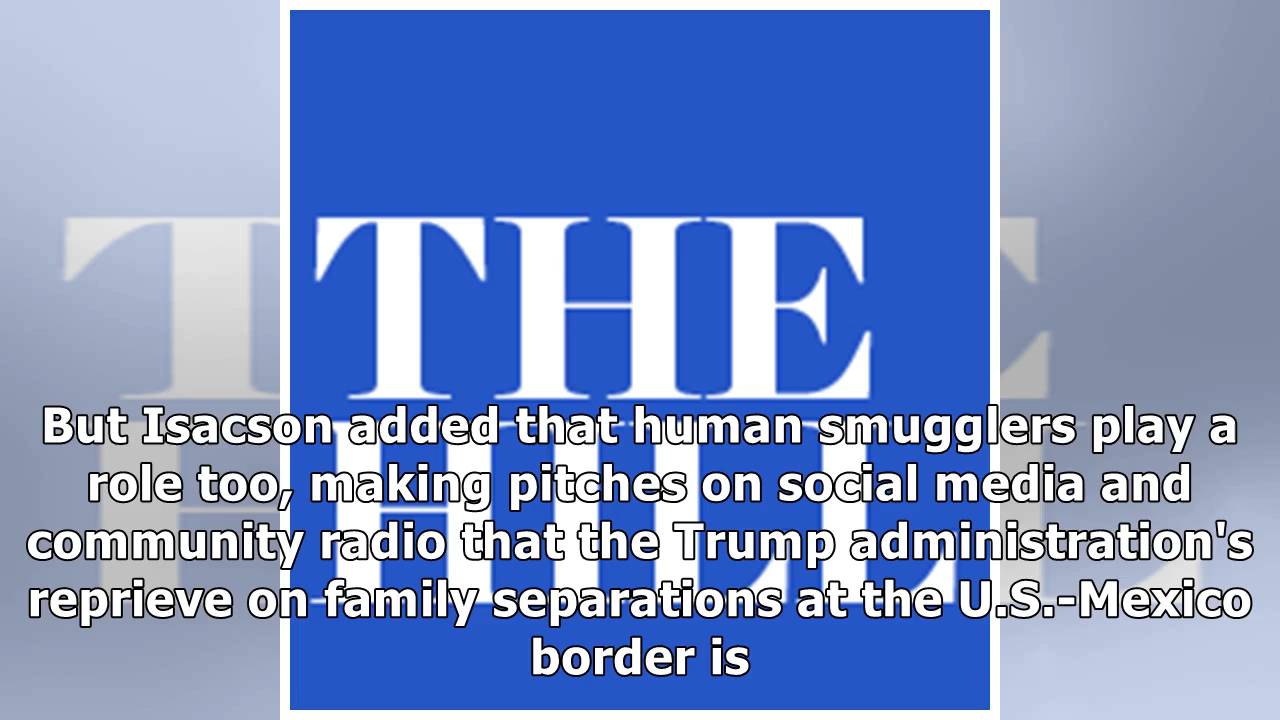 THE
HILL
But Isacson added that human smugglers play a
role too, making pitches on social media and
community radio that the Trump administration's
reprieve on family separations at the U.S.-Mexico
border is